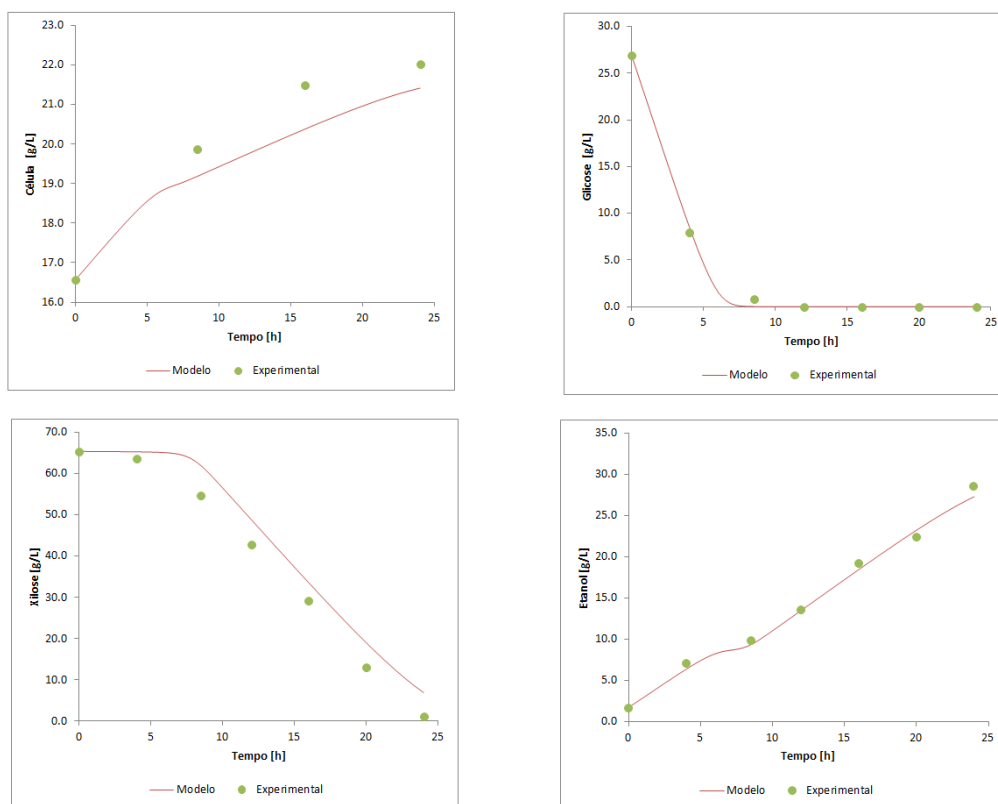 23.0
22.0
21.0
20.0
19.0
18.0
17.0
16.0
Célula [g/L]
0 5 10 15 20 25
Tempo [h]
Modelo Experimental
30.0
25.0
20.0
15.0
10.0
5.0
0.0
Glicose [g/L]
0 5 10 15 20 25
Tempo [h]
Modelo Experimental
70.0
60.0
50.0
40.0
30.0
20.0
10.0
0.0
Xilose [g/L]
0 5 10 15 20 25
Tempo [h]
Modelo Experimental
35.0
30.0
25.0
20.0
15.0
10.0
5.0
0.0
Etanol [g/L]
0 5 10 15 20 25
Tempo [h]
Modelo Experimental